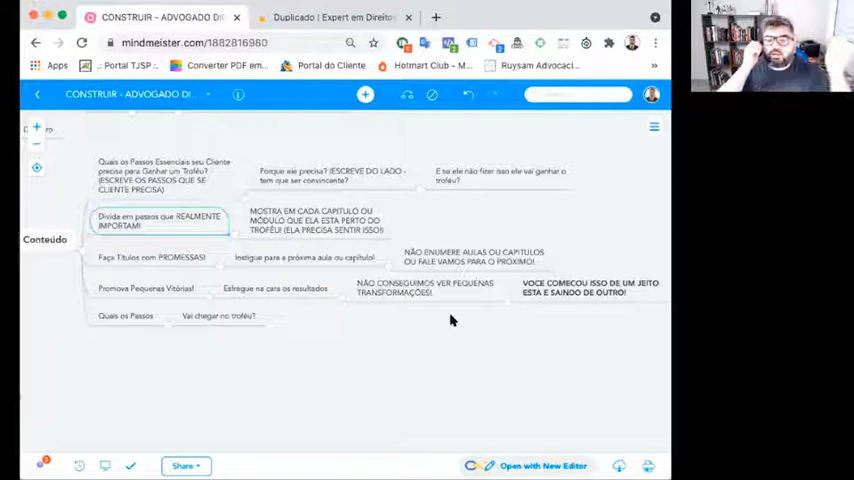 CONSTRUIR - ADVOGADO DI
Duplicado | Expert em Direitos
mindmeister.com/1882816980
Apps
.: Portal TJSP :.
Converter PDF em...
Portal do Cliente
Hotmart Club - M...
Ruysam Advocaci...
CONSTRUIR - ADVOGADO DI...
Quais os Passos Essenciais seu Cliente
precisa para Ganhar um Troféu?
(ESCREVE OS PASSOS QUE SE
CLIENTE PRECISA)
Porque ele precisa? (ESCREVE DO LADO -
tem que ser convincente?
E se ele não fizer isso ele vai ganhar o
troféu?
Divida em passos que REALMENTE
IMPORTAM!
MOSTRA EM CADA CAPITULO OU
MÓDULO QUE ELA ESTA PERTO DO
TROFÉU! (ELA PRECISA SENTIR ISSO!)
Conteúdo
Faça Títulos com PROMESSAS!
Instigue para a próxima aula ou capítulo!
NÃO ENUMERE AULAS OU CAPITULOS
OU FALE VAMOS PARA O PRÓXIMO!
Promova Pequenas Vitórias!
Esfregue na cara os resultados
NÃO CONSEGUIMOS VER PEQUENAS
TRANSFORMAÇÕES!
VOCE COMECOU ISSO DE UM JEITO
ESTA E SAINDO DE OUTRO!
Quais os Passos
Vai chegar no troféu?
Share
Open with New Editor